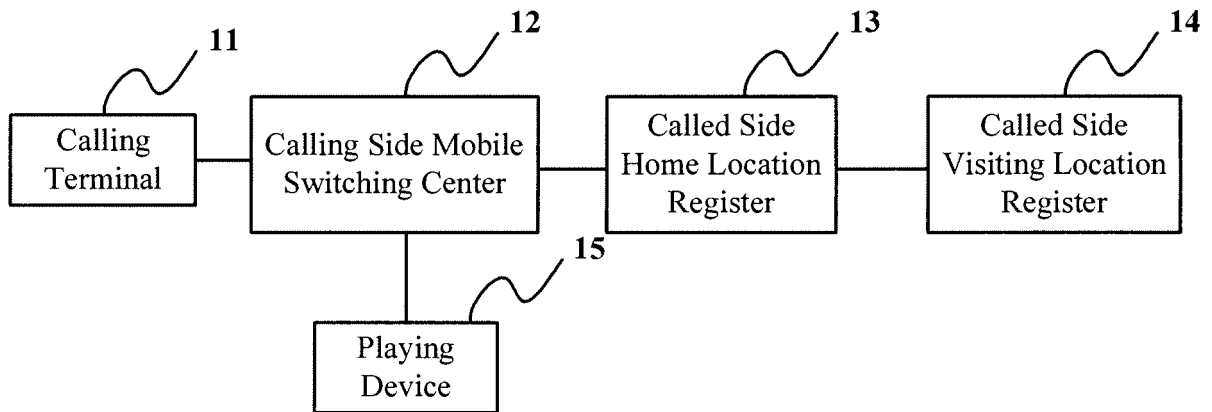 11
12
13
14
Calling
Terminal
Calling Side Mobile
Switching Center
Called Side
Home Location
Register
Called Side
Visiting Location
Register
15
Playing
Device